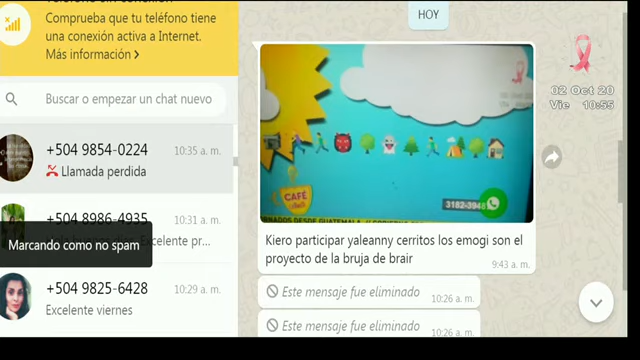 Comprueba que tu teléfono tiene
una conexión activa a Internet.
Más información >
Buscar o empezar un chat nuevo
+504 9854-0224
10:35 a. m.
Llamada perdida
+504 8986-4935
10:31 a. m.
Excelente pr...
Marcando como no spam
+504 9825-6428
10:29 a. m.
Excelente viernes
HOY
CAFÉ
3182-3940
Kiero participar yaleanny cerritos los emogi son el
proyecto de la bruja de brair
9:43 a. m.
Este mensaje fue eliminado
10:26 a. m.
Este mensaje fue eliminado
10:26 a. m.
02 Oct 20
Vie 10:55